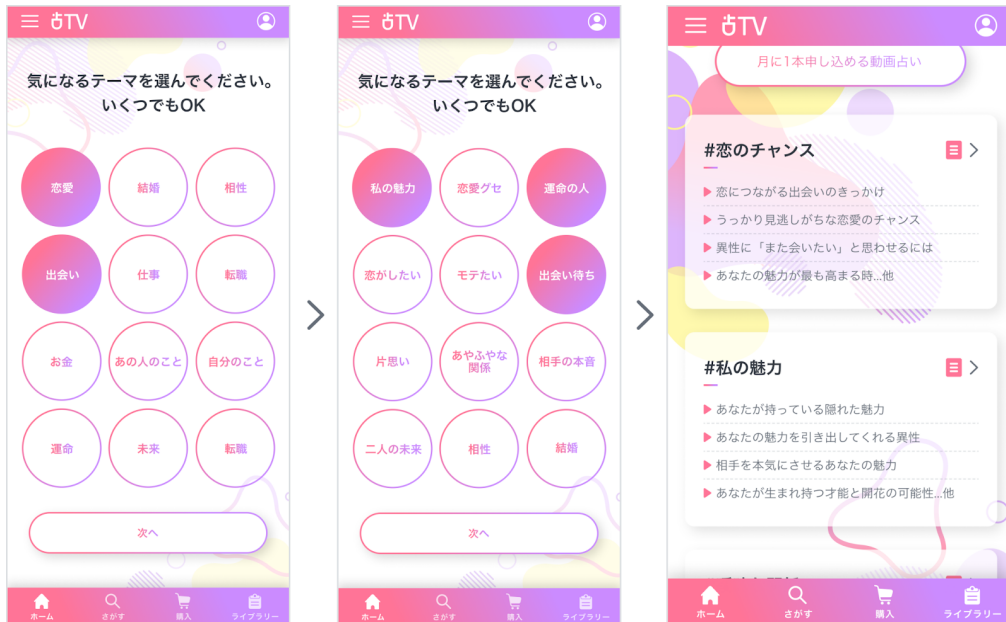 占TV
気になるテーマを選んでください。
いくつでもOK
恋愛
結婚
相性
出会い
仕事
転職
お金
あの人のこと
自分のこと
運命
未来
転職
次へ
ホーム
さがす
購入
ライブラリー
占TV
気になるテーマを選んでください。
いくつでもOK
私の魅力
恋愛グセ
運命の人
恋がしたい
モテたい
出会い待ち
片思い
あやふやな
関係
相手の本音
二人の未来
相性
結婚
次へ
ホーム
さがす
購入
ライブラリー
占TV
月に1本申し込める動画占い
#恋のチャンス
恋につながる出会いのきっかけ
うっかり見逃しがちな恋愛のチャンス
異性に「また会いたい」と思わせるには
あなたの魅力が最も高まる時...他
#私の魅力
あなたが持っている隠れた魅力
あなたの魅力を引き出してくれる異性
相手を本気にさせるあなたの魅力
あなたが生まれ持つ才能と開花の可能性...他
ホーム
さがす
購入
ライブラリー